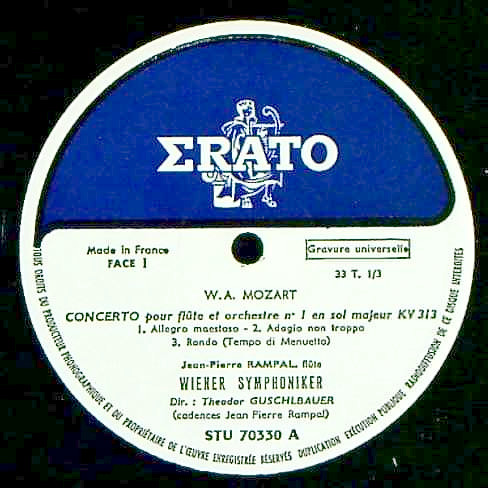 ΣRATO
Made in France
FACE 1
Gravure universelle
33 T. 1/3
W.A. MOZART
CONCERTO pour flûte et orchestre n° 1 en sol majeur KV 313
1. Allegro maestoso - 2. Adagio non troppo
3. Rondo (Tempo di Menuetto)
Jean-Pierre RAMPAL, flûte
WIENER SYMPHONIKER
Dir. : Theodor GUSCHLBAUER
(cadences Jean Pierre Rampal)
STU 70330 A
TOUS DROITS DU PRODUCTEUR PHONOGRAPHIQUE ET DU PROPRIÉTAIRE DE L'ŒUVRE ENREGISTRÉE RÉSERVÉS DUPLICATION EXÉCUTION PUBLIQUE RADIODIFFUSION DE CE DISQUE INTERDITES